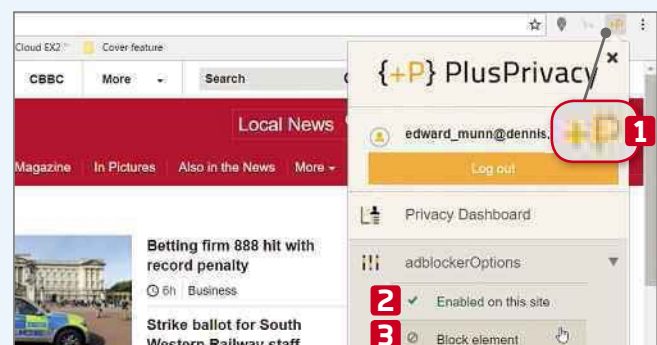 Cloud EX2
Cover feature
CBBC More Search
{+P} PlusPrivacy
Local News
edward_munn@dennis.
+P
1
Log out
Magazine In Pictures Also in the News More
Privacy Dashboard
Betting firm 888 hit with
record penalty
6h Business
adblockerOptions
2 Enabled on this site
Strike ballot for South
Western Railway staff
3 Block element